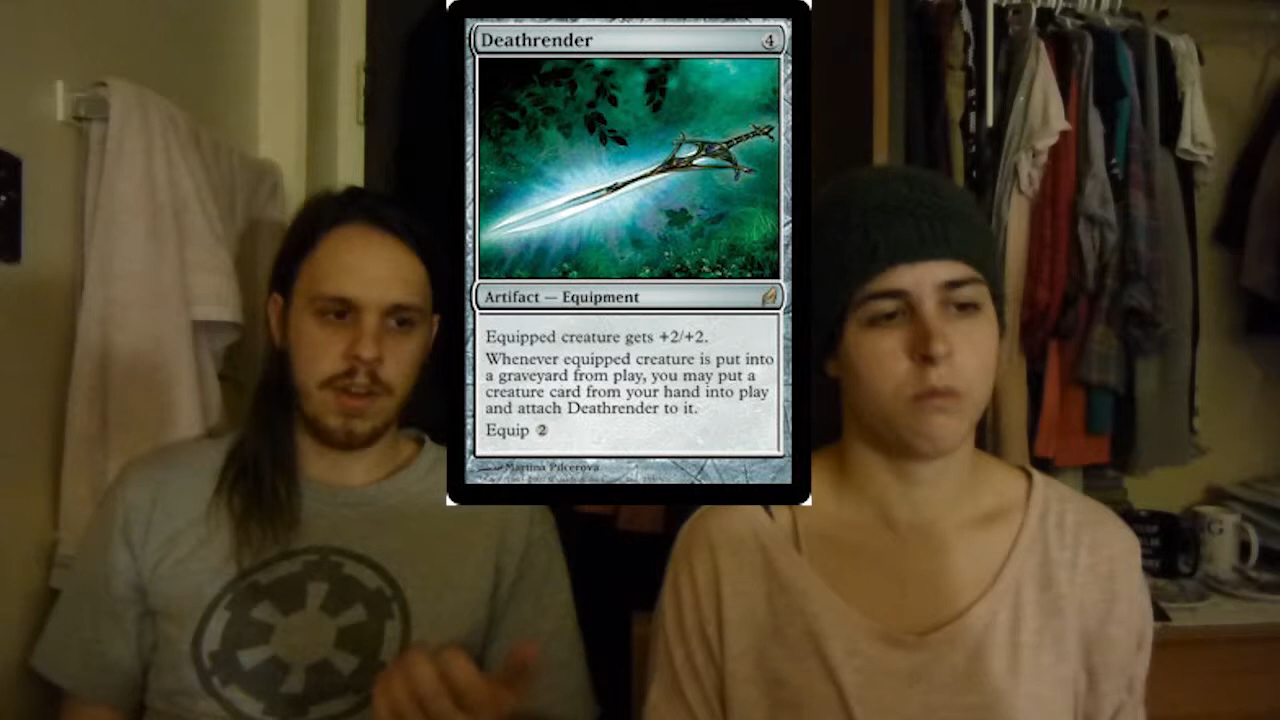 Deathrender 4
Artifact — Equipment
Equipped creature gets +2/+2.
Whenever equipped creature is put into
a graveyard from play, you may put a
creature card from your hand into play
and attach Deathrender to it.
Equip 2
Martina Pilcerova
G